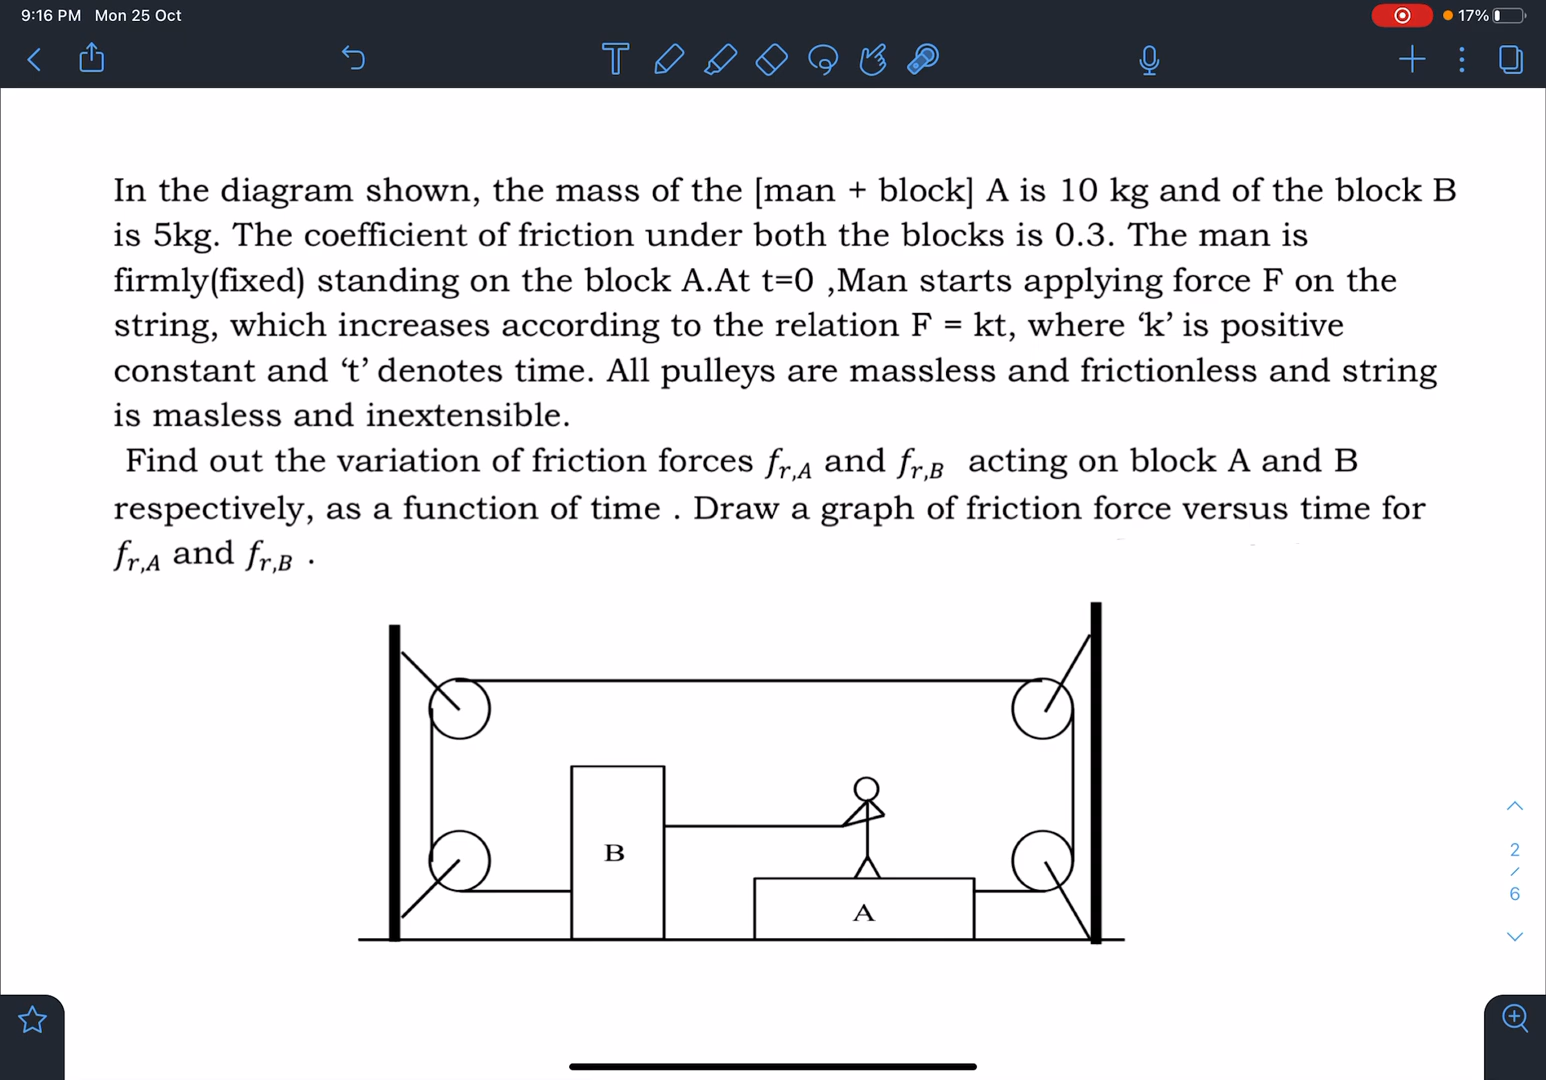 9:16 PM Mon 25 Oct
17%
In the diagram shown, the mass of the [man + block] A is 10 kg and of the block B
is 5kg. The coefficient of friction under both the blocks is 0.3. The man is
firmly(fixed) standing on the block A.At t=0 ,Man starts applying force F on the
string, which increases according to the relation F = kt, where ‘k’ is positive
constant and ‘t’ denotes time. All pulleys are massless and frictionless and string
is masless and inextensible.
Find out the variation of friction forces fr,A and fr,B acting on block A and B
respectively, as a function of time . Draw a graph of friction force versus time for
fr,A and fr,B .
B
A
2
/
6